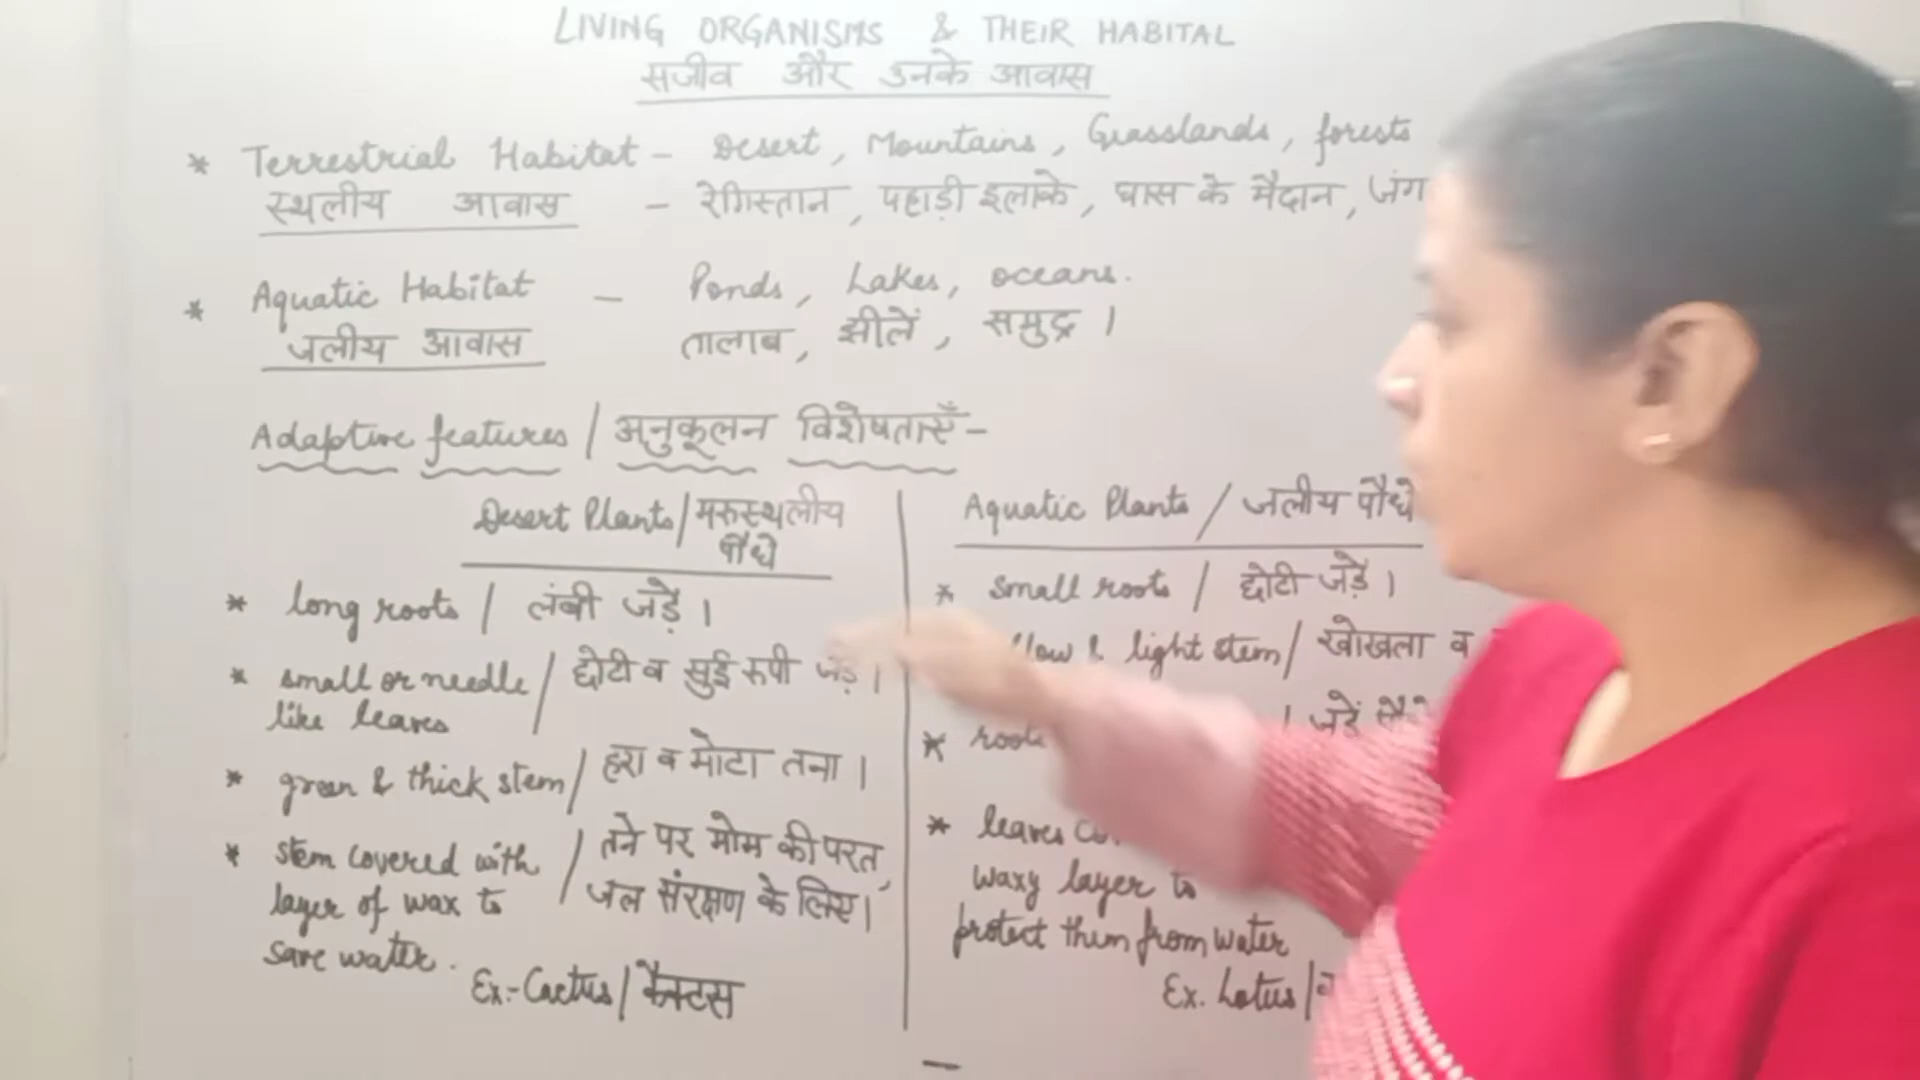 LIVING ORGANISMS & THEIR HABITAL
सजीव और उनके आवास
* Terrestrial Habitat - Desert, Mountains, Grasslands, forests
स्थलीय आवास - रेगिस्तान, पहाड़ी इलाके, घास के मैदान,
* Aquatic Habitat - Ponds, Lakes, oceans.
जलीय आवास तालाब, झीलें, समुद्र ।
Adaptive features / अनुकूलन विशेषताएँ-
Desert Plants / मरुस्थलीय
पौधे
* long roots / लंबी जड़ें ।
* small or needle / छोटी व सुई रुपी जड़ें ।
like leaves
* green & thick stem / हरा व मोटा तना ।
* stem covered with / तने पर मोम की परत,
layer of wax to / जल संरक्षण के लिए।
save water.
Ex:- Cactus / कैक्टस
Aquatic Plants / जलीय पौधे
* small roots / छोटी जड़ें ।
& light stem / खोखला व
* / जड़ें
* leaves
waxy layer to
protect them from water
Ex. Lotus /